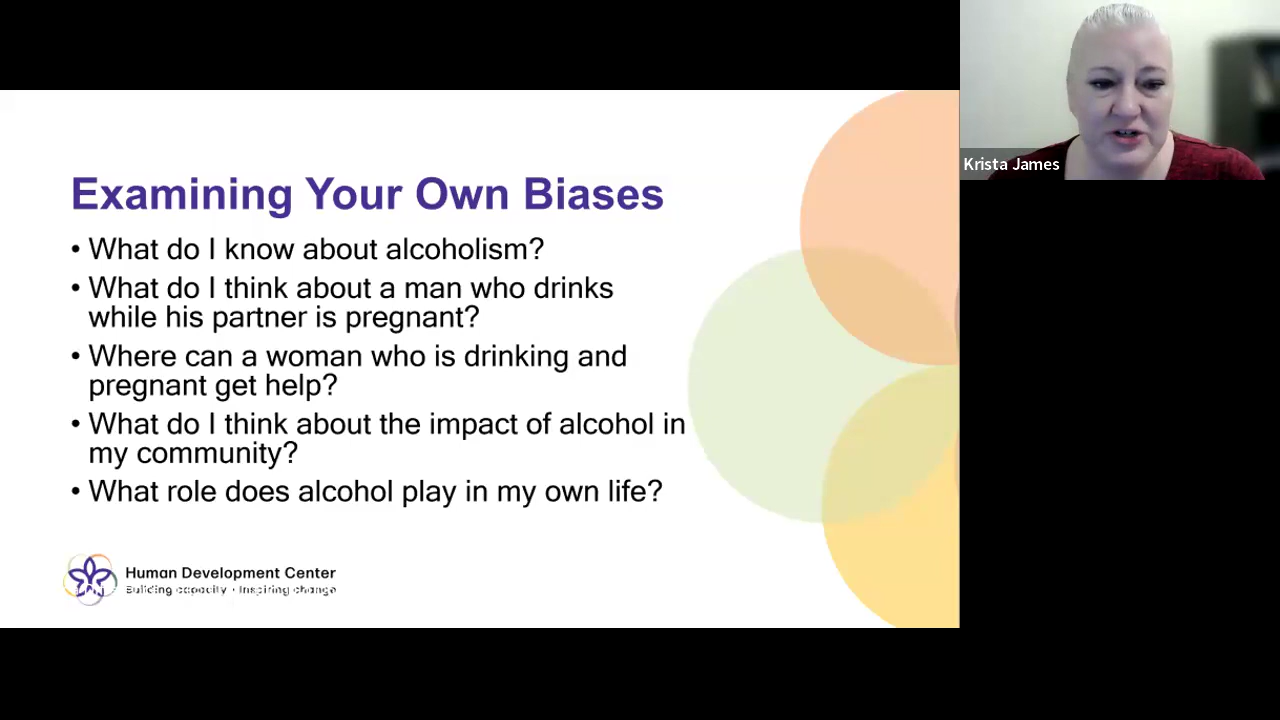 Krista James
Examining Your Own Biases
• What do I know about alcoholism?
• What do I think about a man who drinks
while his partner is pregnant?
• Where can a woman who is drinking and
pregnant get help?
• What do I think about the impact of alcohol in
my community?
• What role does alcohol play in my own life?
Human Development Center
Building capacity • Inspiring change